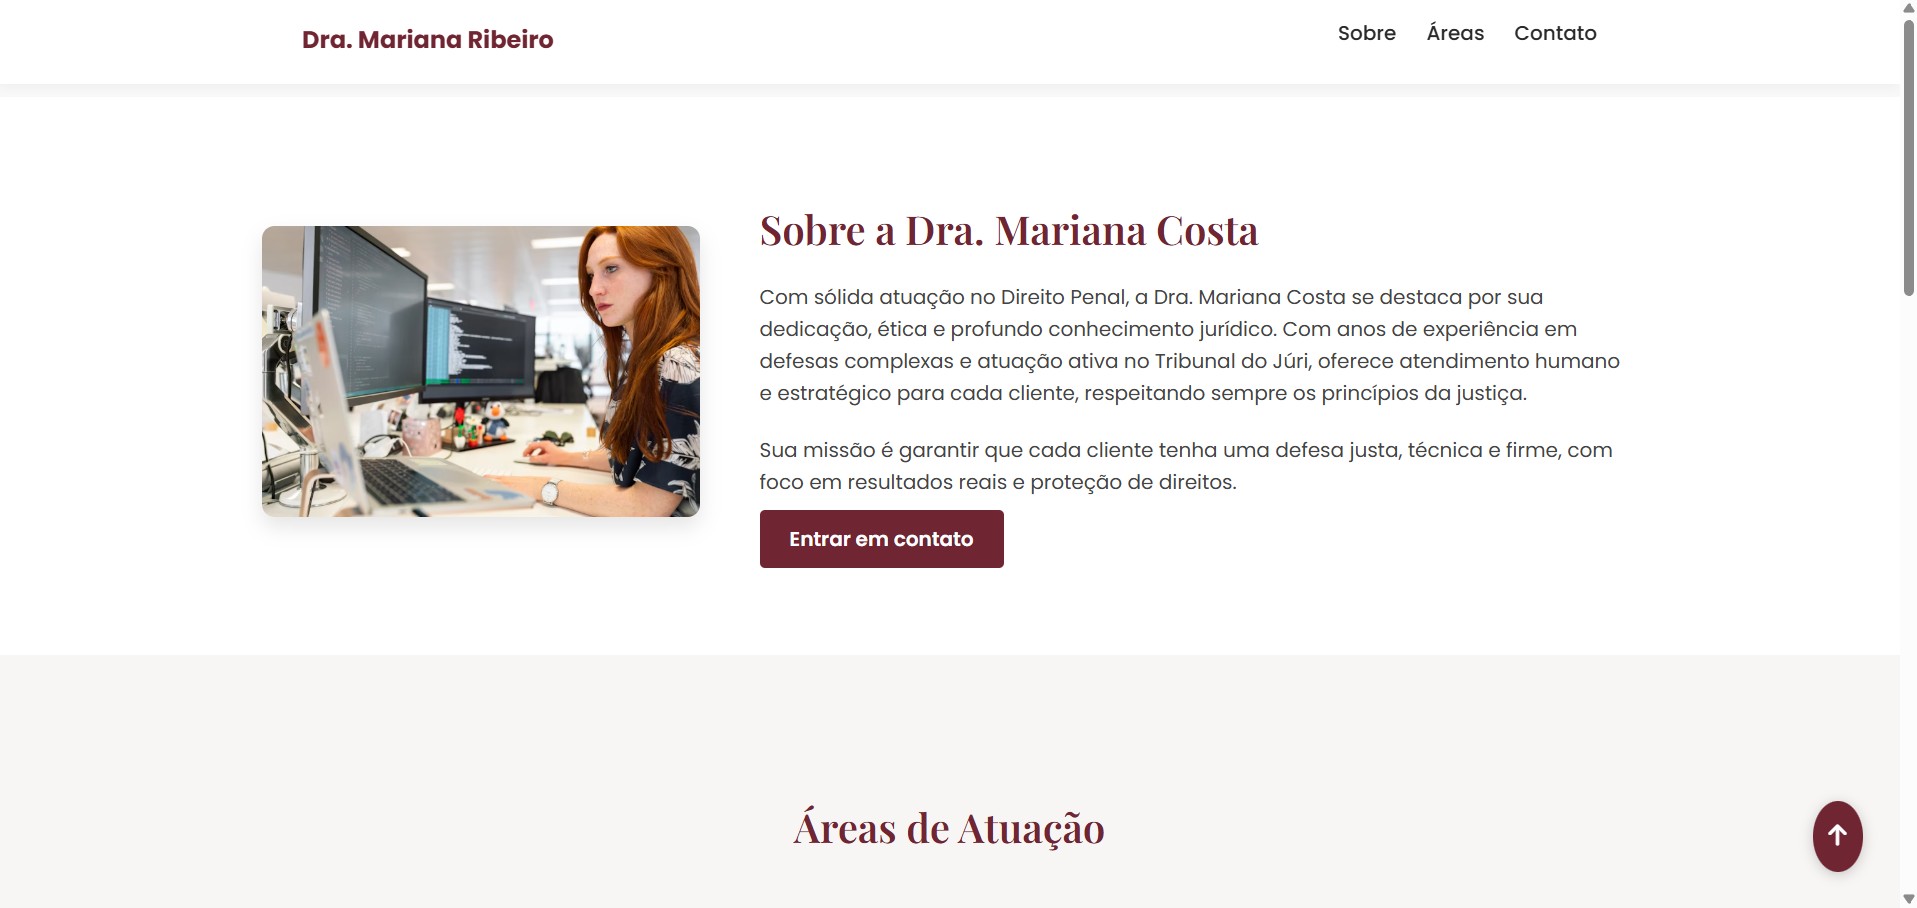 Dra. Mariana Ribeiro
Sobre
Áreas
Contato
Sobre a Dra. Mariana Costa
Com sólida atuação no Direito Penal, a Dra. Mariana Costa se destaca por sua
dedicação, ética e profundo conhecimento jurídico. Com anos de experiência em
defesas complexas e atuação ativa no Tribunal do Júri, oferece atendimento humano
e estratégico para cada cliente, respeitando sempre os princípios da justiça.
Sua missão é garantir que cada cliente tenha uma defesa justa, técnica e firme, com
foco em resultados reais e proteção de direitos.
Entrar em contato
Áreas de Atuação